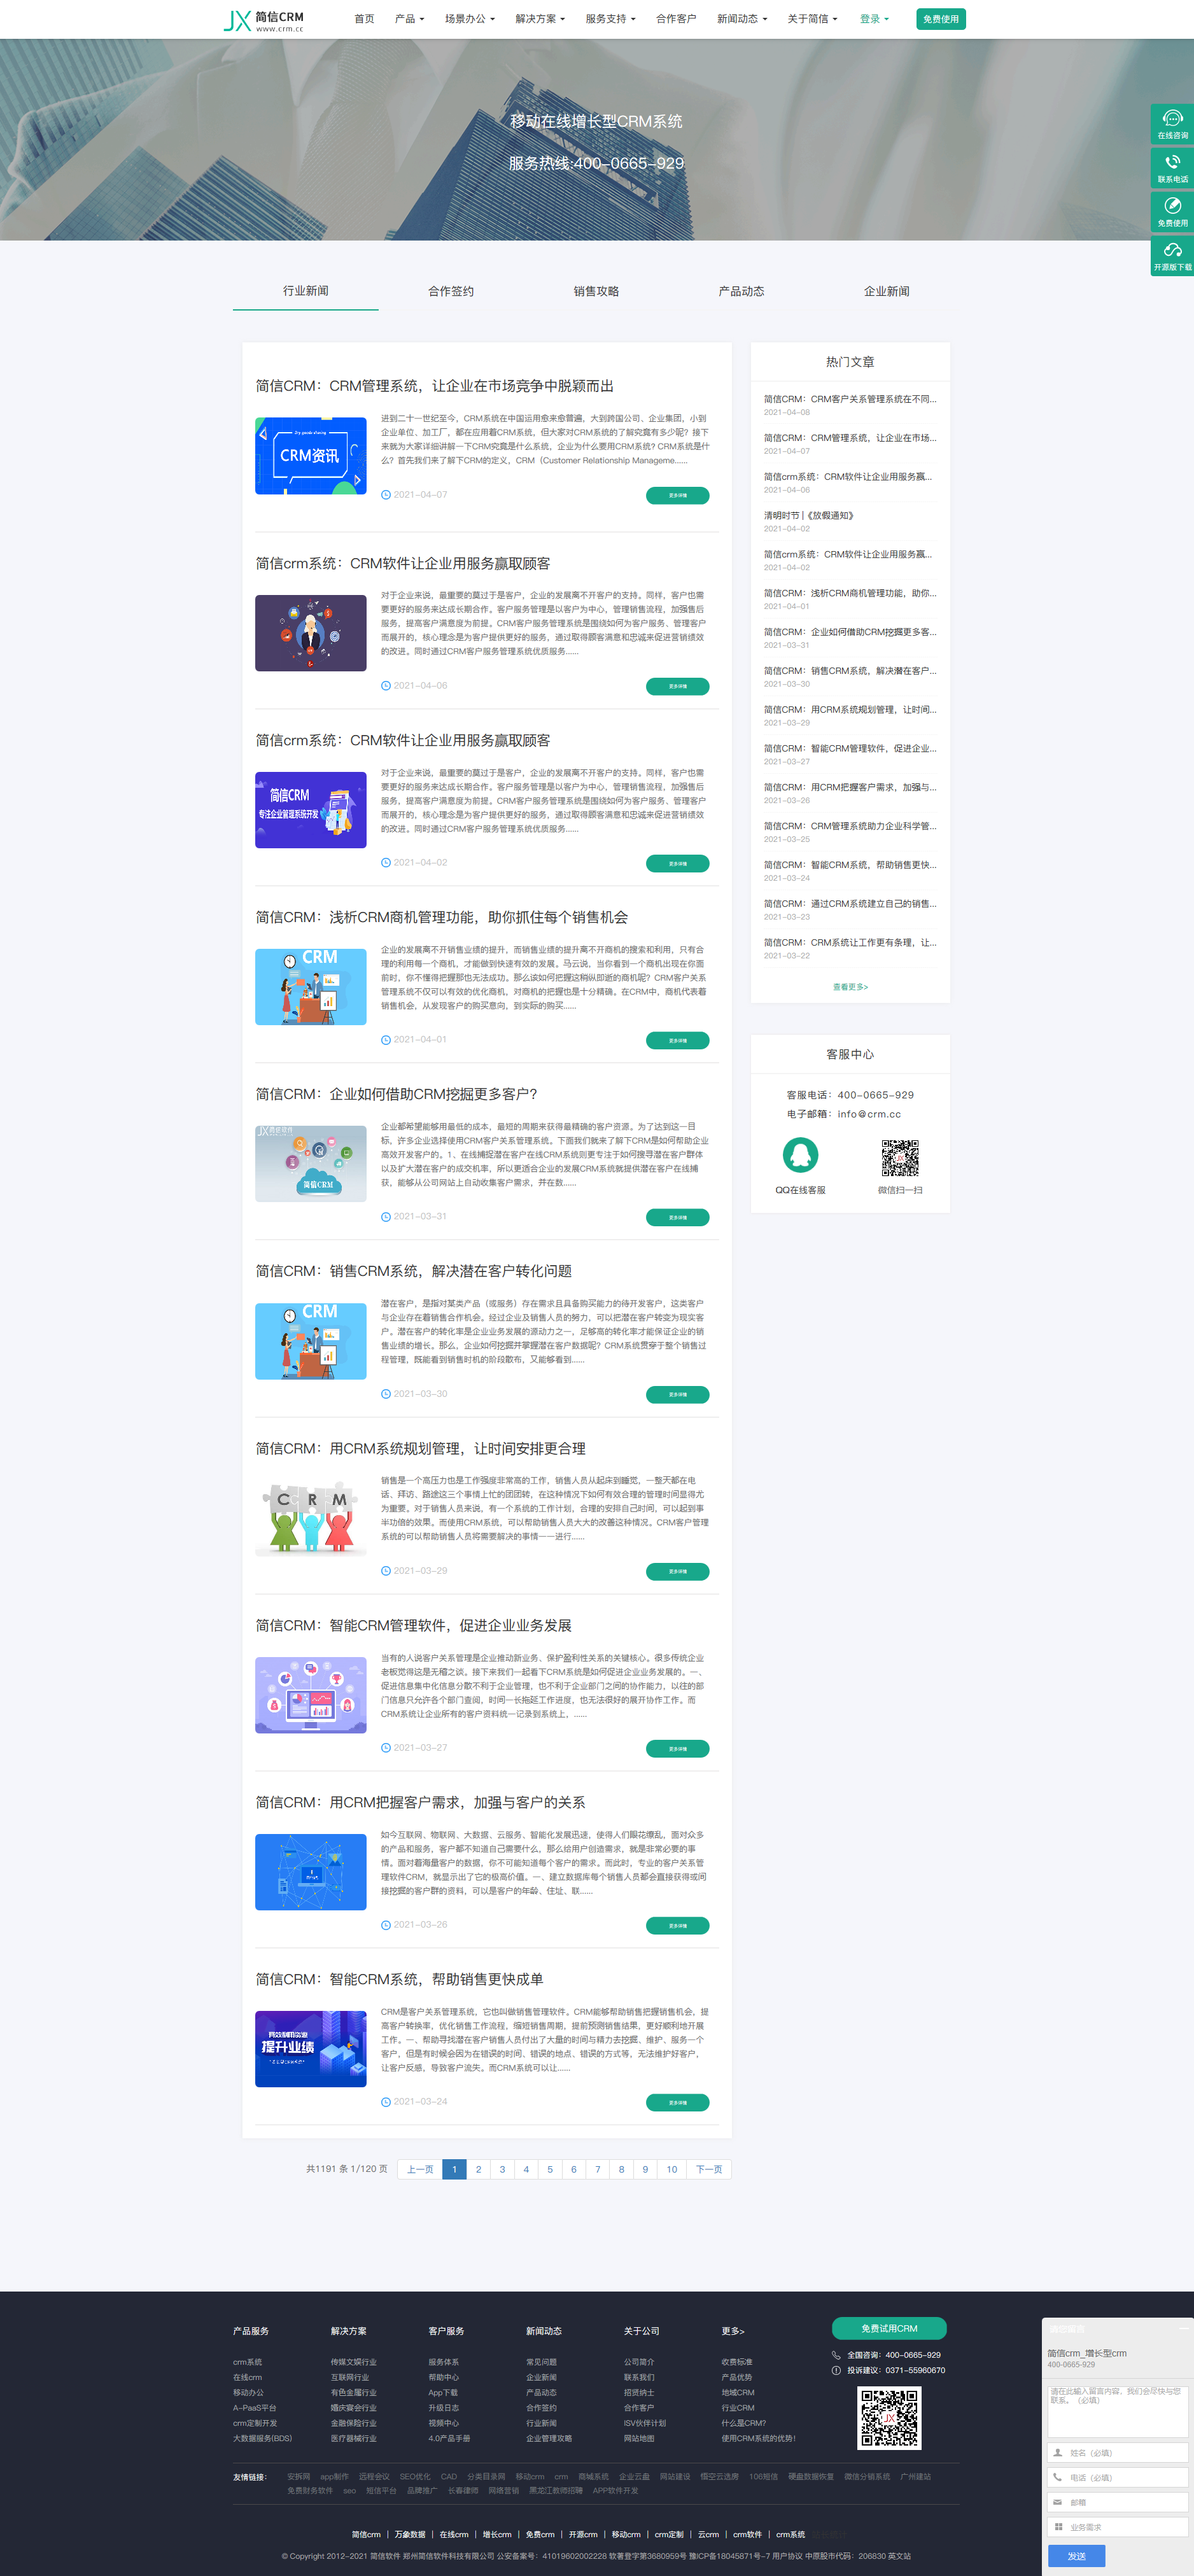 JX 简信CRM
www.crm.cc
首页 产品 场景办公 解决方案 服务支持 合作客户 新闻动态 关于简信 登录 免费使用
移动在线增长型CRM系统
服务热线:400-0665-929
在线咨询
联系电话
免费使用
开源版下载
行业新闻 合作签约 销售攻略 产品动态 企业新闻
简信CRM：CRM管理系统，让企业在市场竞争中脱颖而出
CRM资讯
进到二十一世纪至今，CRM系统在中国运用愈来愈普遍，大到跨国公司、企业集团，小到
企业单位、加工厂，都在应用着CRM系统，但大家对CRM系统的了解究竟有多少呢？接下
来就为大家详细讲解一下CRM究竟是什么系统，企业为什么要用CRM系统？CRM系统是什
么？首先我们来了解下CRM的定义，CRM（Customer Relationship Manageme......
2021-04-07 更多详情
简信crm系统：CRM软件让企业用服务赢取顾客
对于企业来说，最重要的莫过于是客户，企业的发展离不开客户的支持。同样，客户也需
要更好的服务来达成长期合作。客户服务管理是以客户为中心，管理销售流程，加强售后
服务，提高客户满意度为前提。CRM客户服务管理系统是围绕如何为客户服务、管理客户
而展开的，核心理念是为客户提供更好的服务，通过取得顾客满意和忠诚来促进营销绩效
的改进。同时通过CRM客户服务管理系统优质服务......
2021-04-06 更多详情
简信crm系统：CRM软件让企业用服务赢取顾客
简信CRM
专注企业管理系统开发
对于企业来说，最重要的莫过于是客户，企业的发展离不开客户的支持。同样，客户也需
要更好的服务来达成长期合作。客户服务管理是以客户为中心，管理销售流程，加强售后
服务，提高客户满意度为前提。CRM客户服务管理系统是围绕如何为客户服务、管理客户
而展开的，核心理念是为客户提供更好的服务，通过取得顾客满意和忠诚来促进营销绩效
的改进。同时通过CRM客户服务管理系统优质服务......
2021-04-02 更多详情
简信CRM：浅析CRM商机管理功能，助你抓住每个销售机会
CRM
企业的发展离不开销售业绩的提升，而销售业绩的提升离不开商机的搜索和利用，只有合
理的利用每一个商机，才能做到快速有效的发展。马云说，当你看到一个商机出现在你面
前时，你不懂得把握那也无法成功。那么该如何把握这稍纵即逝的商机呢？CRM客户关系
管理系统不仅可以有效的优化商机，对商机的把握也是十分精确。在CRM中，商机代表着
销售机会，从发现客户的购买意向，到实际的购买......
2021-04-01 更多详情
简信CRM：企业如何借助CRM挖掘更多客户？
JX 简信软件
简信CRM
企业都希望能够用最低的成本，最短的周期来获得最精确的客户资源。为了达到这一目
标，许多企业选择使用CRM客户关系管理系统。下面我们就来了解下CRM是如何帮助企业
高效开发客户的。1、在线捕捉潜在客户在线CRM系统则更专注于如何搜寻潜在客户群体
以及扩大潜在客户的成交机率，所以更适合企业的发展CRM系统就提供潜在客户在线捕
获，能够从公司网站上自动收集客户需求，并在数......
2021-03-31 更多详情
简信CRM：销售CRM系统，解决潜在客户转化问题
CRM
潜在客户，是指对某类产品（或服务）存在需求且具备购买能力的待开发客户，这类客户
与企业存在着销售合作机会。经过企业及销售人员的努力，可以把潜在客户转变为现实客
户。潜在客户的转化率是企业业务发展的源动力之一，足够高的转化率才能保证企业的销
售业绩的增长。那么，企业如何挖掘并掌握潜在客户数据呢？CRM系统贯穿于整个销售过
程管理，既能看到销售时机的阶段散布，又能够看到......
2021-03-30 更多详情
简信CRM：用CRM系统规划管理，让时间安排更合理
C R M
销售是一个高压力也是工作强度非常高的工作，销售人员从起床到睡觉，一整天都在电
话、拜访、路途这三个事情上忙的团团转，在这种情况下如何有效合理的管理时间显得尤
为重要。对于销售人员来说，有一个系统的工作计划，合理的安排自己时间，可以起到事
半功倍的效果。而使用CRM系统，可以帮助销售人员大大的改善这种情况。CRM客户管理
系统的可以帮助销售人员将需要解决的事情一一进行......
2021-03-29 更多详情
简信CRM：智能CRM管理软件，促进企业业务发展
当有的人说客户关系管理是企业推动新业务、保护盈利性关系的关键核心。很多传统企业
老板觉得这是无稽之谈。接下来我们一起看下CRM系统是如何促进企业业务发展的。一、
促进信息集中化信息分散不利于企业管理，也不利于企业部门之间的协作能力，以往的部
门信息只允许各个部门查阅，时间一长拖延工作进度，也无法很好的展开协作工作。而
CRM系统让企业所有的客户资料统一记录到系统上，......
2021-03-27 更多详情
简信CRM：用CRM把握客户需求，加强与客户的关系
如今互联网、物联网、大数据、云服务、智能化发展迅速，使得人们眼花缭乱，面对众多
的产品和服务，客户都不知道自己需要什么，那么给用户创造需求，就是非常必要的事
情。面对着海量客户的数据，你不可能知道每个客户的需求。而此时，专业的客户关系管
理软件CRM，就显示出了它的极高价值。一、建立数据库每个销售人员都会直接获得或间
接挖掘的客户群的资料，可以是客户的年龄、住址、联......
2021-03-26 更多详情
简信CRM：智能CRM系统，帮助销售更快成单
高效利用资源
提升业绩
CRM是客户关系管理系统，它也叫做销售管理软件。CRM能够帮助销售把握销售机会，提
高客户转换率，优化销售工作流程，缩短销售周期，提前预测销售结果，更好顺利地开展
工作。一、帮助寻找潜在客户销售人员付出了大量的时间与精力去挖掘、维护、服务一个
客户，但是有时候会因为在错误的时间、错误的地点、错误的方式等，无法维护好客户，
让客户反感，导致客户流失。而CRM系统可以让......
2021-03-24 更多详情
共1191 条 1/120 页 上一页 1 2 3 4 5 6 7 8 9 10 下一页
热门文章
简信CRM：CRM客户关系管理系统在不同...
2021-04-08
简信CRM：CRM管理系统，让企业在市场...
2021-04-07
简信crm系统：CRM软件让企业用服务赢...
2021-04-06
清明时节 |《放假通知》
2021-04-02
简信crm系统：CRM软件让企业用服务赢...
2021-04-02
简信CRM：浅析CRM商机管理功能，助你...
2021-04-01
简信CRM：企业如何借助CRM挖掘更多客...
2021-03-31
简信CRM：销售CRM系统，解决潜在客户...
2021-03-30
简信CRM：用CRM系统规划管理，让时间...
2021-03-29
简信CRM：智能CRM管理软件，促进企业...
2021-03-27
简信CRM：用CRM把握客户需求，加强与...
2021-03-26
简信CRM：CRM管理系统助力企业科学管...
2021-03-25
简信CRM：智能CRM系统，帮助销售更快...
2021-03-24
简信CRM：通过CRM系统建立自己的销售...
2021-03-23
简信CRM：CRM系统让工作更有条理，让...
2021-03-22
查看更多>
客服中心
客服电话：400-0665-929
电子邮箱：info@crm.cc
QQ在线客服 微信扫一扫
产品服务 解决方案 客户服务 新闻动态 关于公司 更多> 免费试用CRM
全国咨询：400-0665-929
投诉建议：0371-55960670
crm系统 传媒文娱行业 服务体系 常见问题 公司简介 收费标准
在线crm 互联网行业 帮助中心 企业新闻 联系我们 产品优势
移动办公 有色金属行业 App下载 产品动态 招贤纳士 地域CRM
A-PaaS平台 婚庆宴会行业 升级日志 合作签约 合作客户 行业CRM
crm定制开发 金融保险行业 视频中心 行业新闻 ISV伙伴计划 什么是CRM?
大数据服务(BDS) 医疗器械行业 4.0产品手册 企业管理攻略 网站地图 使用CRM系统的优势!
友情链接： 安拆网 app制作 远程会议 SEO优化 CAD 分类目录网 移动crm crm 商城系统 企业云盘 网站建设 悟空云选房 106短信 硬盘数据恢复 微信分销系统 广州建站
免费财务软件 seo 短信平台 品牌推广 长春律师 网络营销 黑龙江教师招聘 APP软件开发
简信crm | 万象数据 | 在线crm | 增长crm | 免费crm | 开源crm | 移动crm | crm定制 | 云crm | crm软件 | crm系统
© Copyright 2012-2021 简信软件 郑州简信软件科技有限公司 公安备案号：41019602002228 软著登字第3680959号 豫ICP备18045871号-7 用户协议 中原股市代码：206830 英文站
简信crm_增长型crm
400-0665-929
请在此输入留言内容，我们会尽快与您
联系。（必填）
姓名（必填）
电话（必填）
邮箱
业务需求
发送